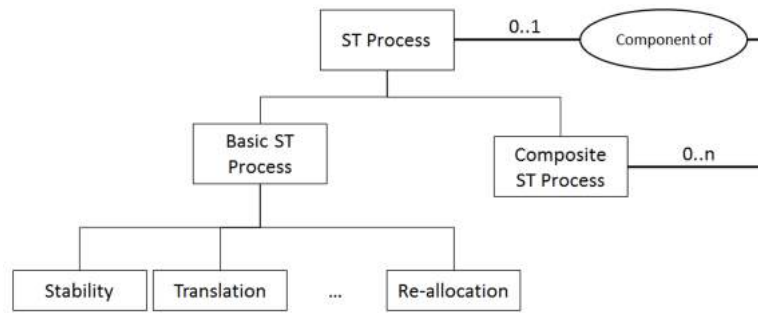 ST Process
0..1
Component of
Basic ST
Process
Composite
ST Process
0..n
Stability
Translation
...
Re-allocation